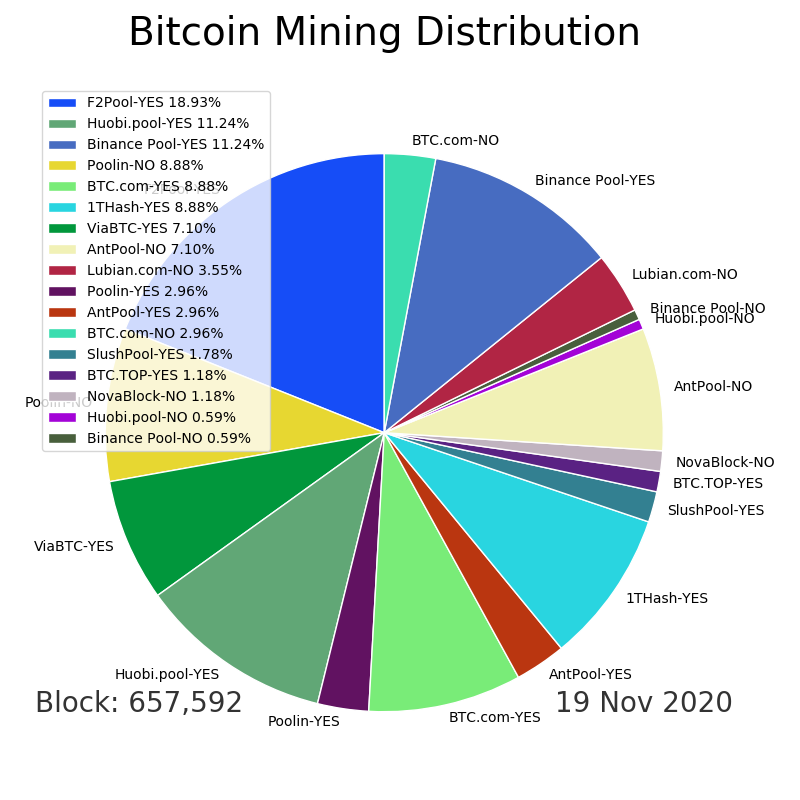 Bitcoin Mining Distribution
F2Pool-YES 18.93%
Huobi.pool-YES 11.24%
Binance Pool-YES 11.24%
Poolin-NO 8.88%
BTC.com-YES 8.88%
1THash-YES 8.88%
ViaBTC-YES 7.10%
AntPool-NO 7.10%
Lubian.com-NO 3.55%
Poolin-YES 2.96%
AntPool-YES 2.96%
BTC.com-NO 2.96%
SlushPool-YES 1.78%
BTC.TOP-YES 1.18%
NovaBlock-NO 1.18%
Huobi.pool-NO 0.59%
Binance Pool-NO 0.59%
BTC.com-NO
Binance Pool-YES
Lubian.com-NO
Binance Pool-NO
Huobi.pool-NO
AntPool-NO
NovaBlock-NO
BTC.TOP-YES
SlushPool-YES
1THash-YES
AntPool-YES
BTC.com-YES
Poolin-YES
Huobi.pool-YES
ViaBTC-YES
Poolin-NO
F2Pool-YES
Block: 657,592
19 Nov 2020